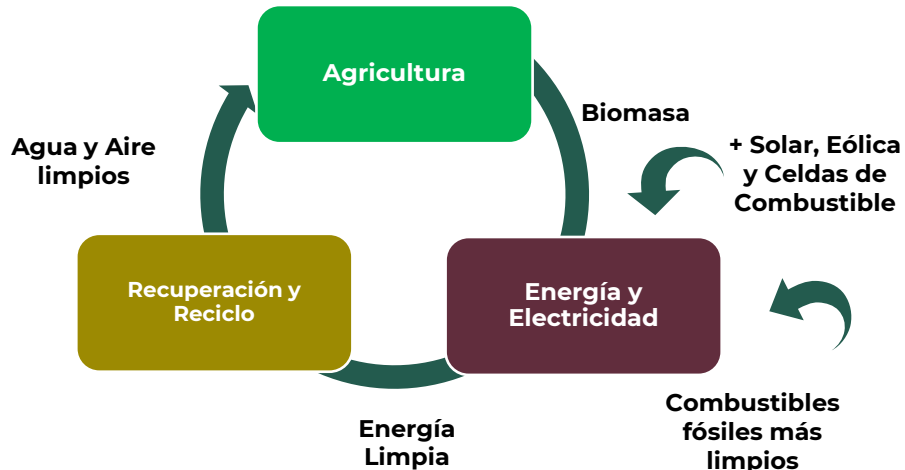 Agricultura
Biomasa
+ Solar, Eólica
y Celdas de
Combustible
Agua y Aire
limpios
Recuperación y
Reciclo
Energía y
Electricidad
Energía
Limpia
Combustibles
fósiles más
limpios